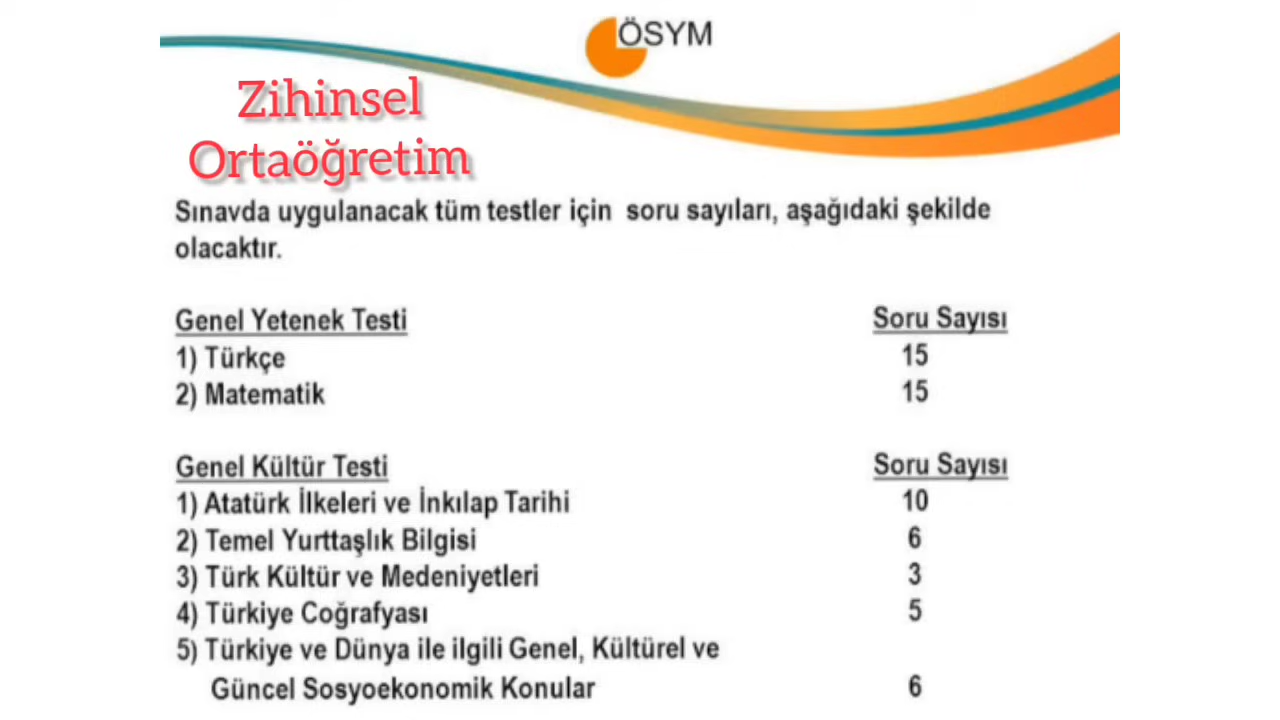 ÖSYM
Zihinsel
Ortaöğretim
Sınavda uygulanacak tüm testler için soru sayıları, aşağıdaki şekilde
olacaktır.
Genel Yetenek Testi Soru Sayısı
1) Türkçe 15
2) Matematik 15
Genel Kültür Testi Soru Sayısı
1) Atatürk İlkeleri ve İnkılap Tarihi 10
2) Temel Yurttaşlık Bilgisi 6
3) Türk Kültür ve Medeniyetleri 3
4) Türkiye Coğrafyası 5
5) Türkiye ve Dünya ile ilgili Genel, Kültürel ve
Güncel Sosyoekonomik Konular 6